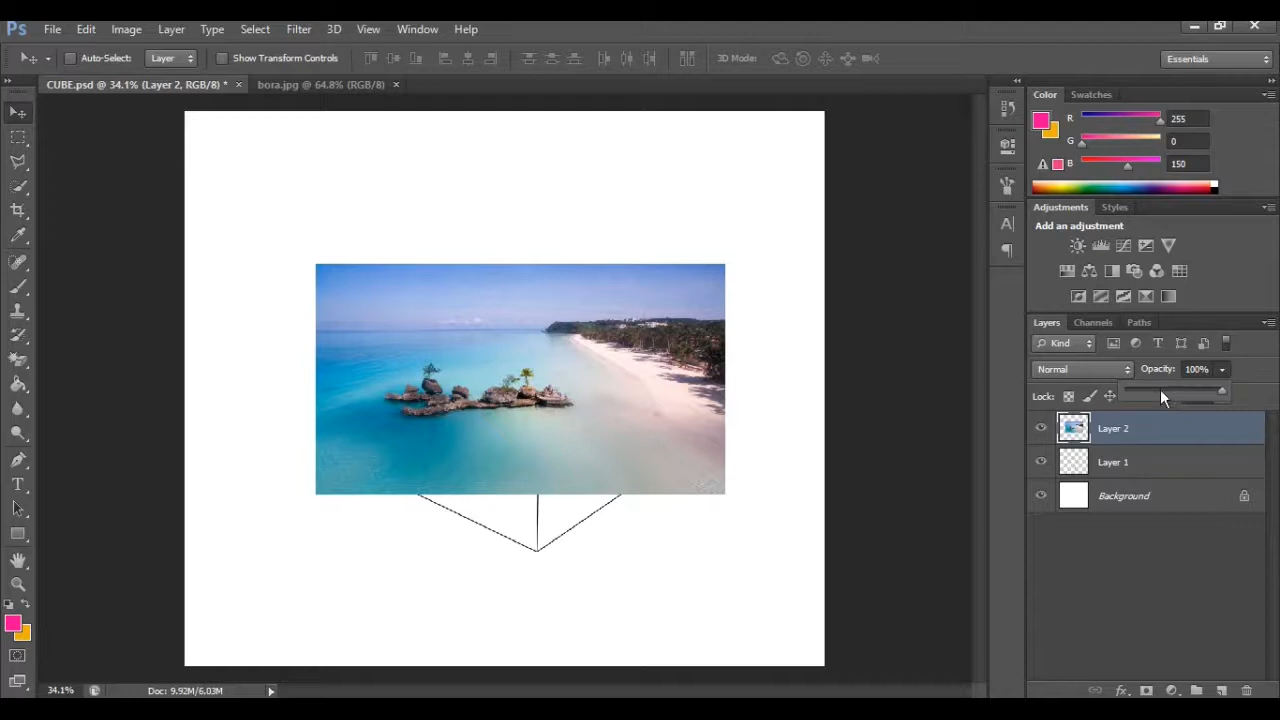 Ps File Edit Image Layer Type Select Filter 3D View Window Help
Auto-Select: Layer Show Transform Controls 3D Mode: Essentials
CUBE.psd @ 34.1% (Layer 2, RGB/8) * × bora.jpg @ 64.8% (RGB/8) ×
Color Swatches
R 255
G 0
B 150
Adjustments Styles
Add an adjustment
Layers Channels Paths
Kind
Normal Opacity: 100%
Lock:
Layer 2
Layer 1
Background
34.1% Doc: 9.92M/6.03M